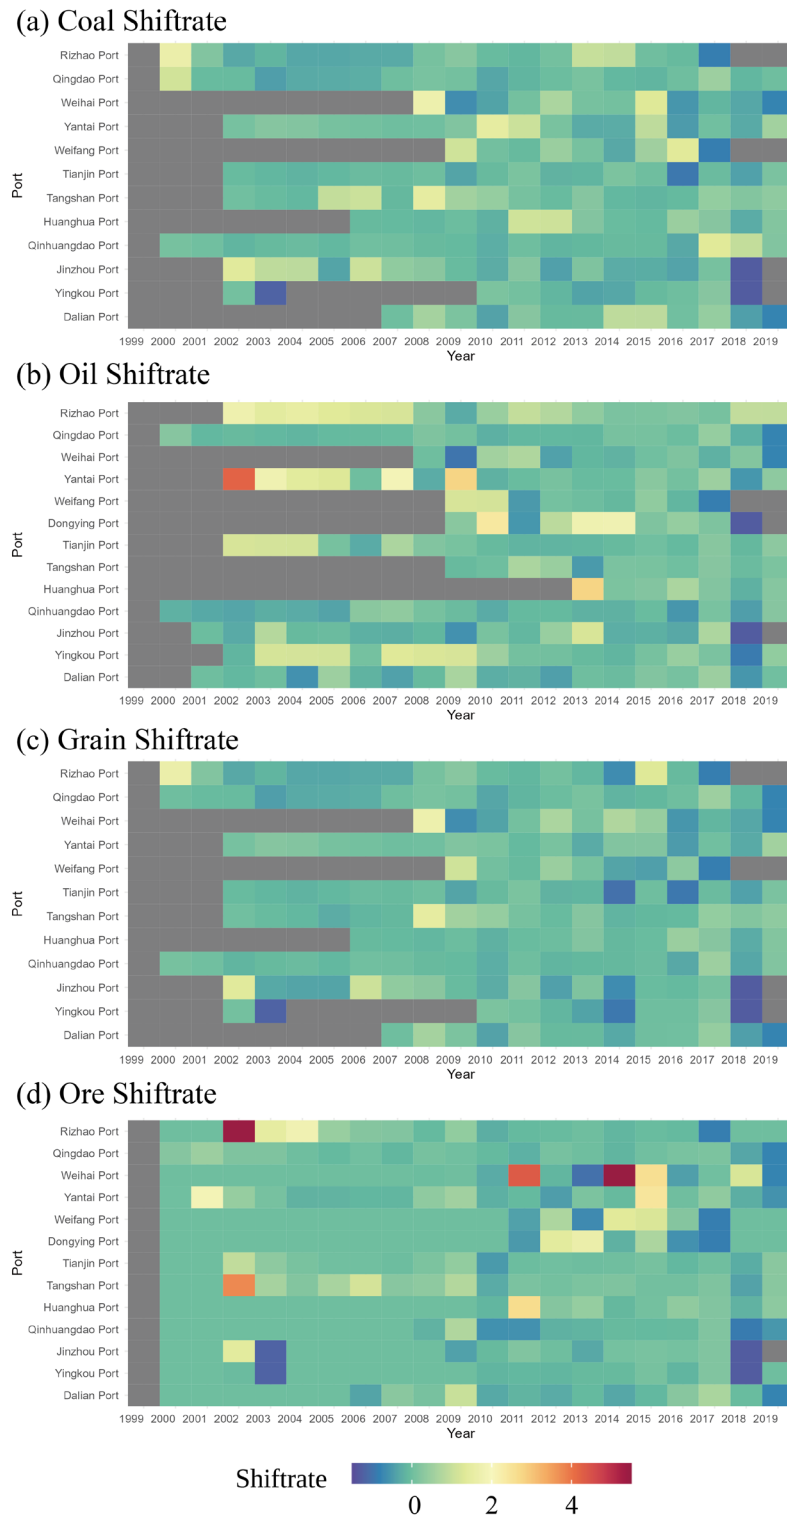 (a) Coal Shiftrate
Port
Rizhao Port
Qingdao Port
Weihai Port
Yantai Port
Weifang Port
Tianjin Port
Tangshan Port
Huanghua Port
Qinhuangdao Port
Jinzhou Port
Yingkou Port
Dalian Port
1999 2000 2001 2002 2003 2004 2005 2006 2007 2008 2009 2010 2011 2012 2013 2014 2015 2016 2017 2018 2019
Year
(b) Oil Shiftrate
Port
Rizhao Port
Qingdao Port
Weihai Port
Yantai Port
Weifang Port
Dongying Port
Tianjin Port
Tangshan Port
Huanghua Port
Qinhuangdao Port
Jinzhou Port
Yingkou Port
Dalian Port
1999 2000 2001 2002 2003 2004 2005 2006 2007 2008 2009 2010 2011 2012 2013 2014 2015 2016 2017 2018 2019
Year
(c) Grain Shiftrate
Port
Rizhao Port
Qingdao Port
Weihai Port
Yantai Port
Weifang Port
Tianjin Port
Tangshan Port
Huanghua Port
Qinhuangdao Port
Jinzhou Port
Yingkou Port
Dalian Port
1999 2000 2001 2002 2003 2004 2005 2006 2007 2008 2009 2010 2011 2012 2013 2014 2015 2016 2017 2018 2019
Year
(d) Ore Shiftrate
Port
Rizhao Port
Qingdao Port
Weihai Port
Yantai Port
Weifang Port
Dongying Port
Tianjin Port
Tangshan Port
Huanghua Port
Qinhuangdao Port
Jinzhou Port
Yingkou Port
Dalian Port
1999 2000 2001 2002 2003 2004 2005 2006 2007 2008 2009 2010 2011 2012 2013 2014 2015 2016 2017 2018 2019
Year
Shiftrate
0 2 4